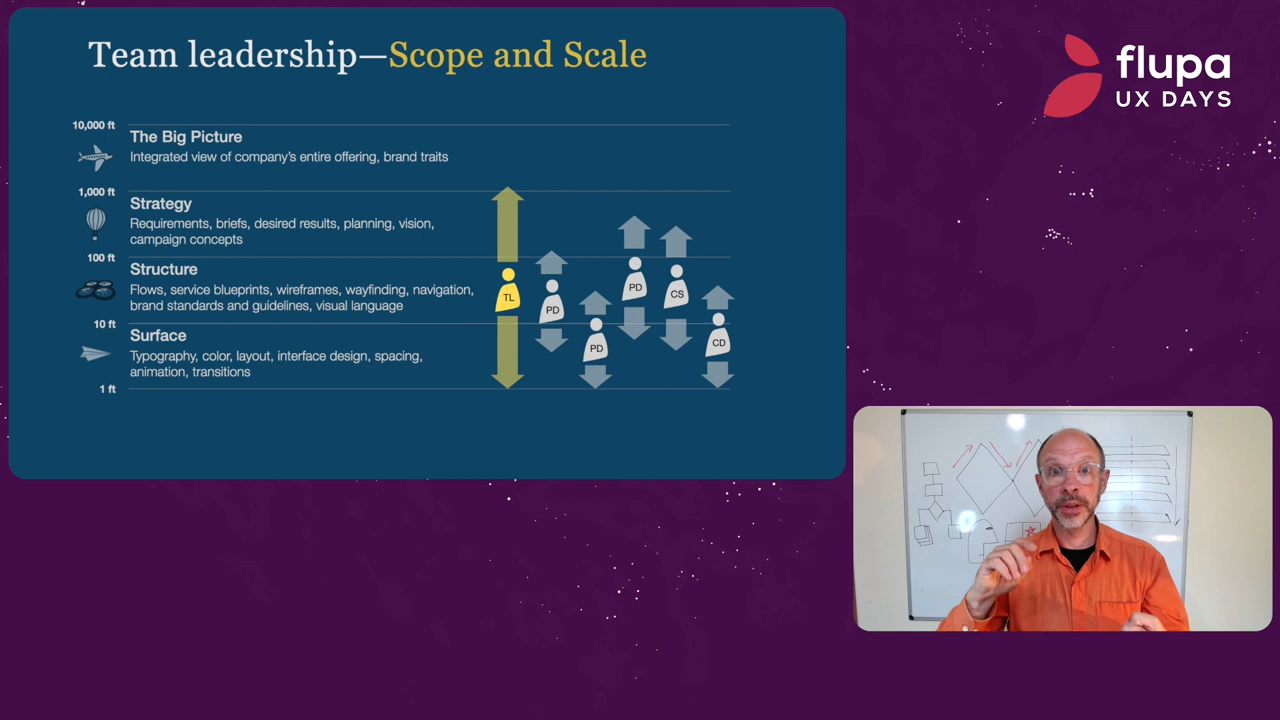 Team leadership—Scope and Scale
flupa
UX DAYS
10,000 ft
The Big Picture
Integrated view of company's entire offering, brand traits
1,000 ft
Strategy
Requirements, briefs, desired results, planning, vision,
campaign concepts
100 ft
Structure
Flows, service blueprints, wireframes, wayfinding, navigation,
brand standards and guidelines, visual language
10 ft
Surface
Typography, color, layout, interface design, spacing,
animation, transitions
1 ft
TL
PD
PD
PD
CS
CD